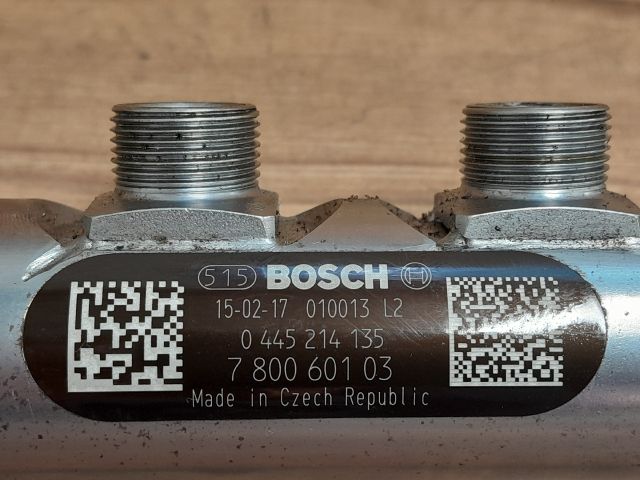 515 BOSCH
15-02-17 010013 L2
0 445 214 135
7 800 601 03
Made in Czech Republic